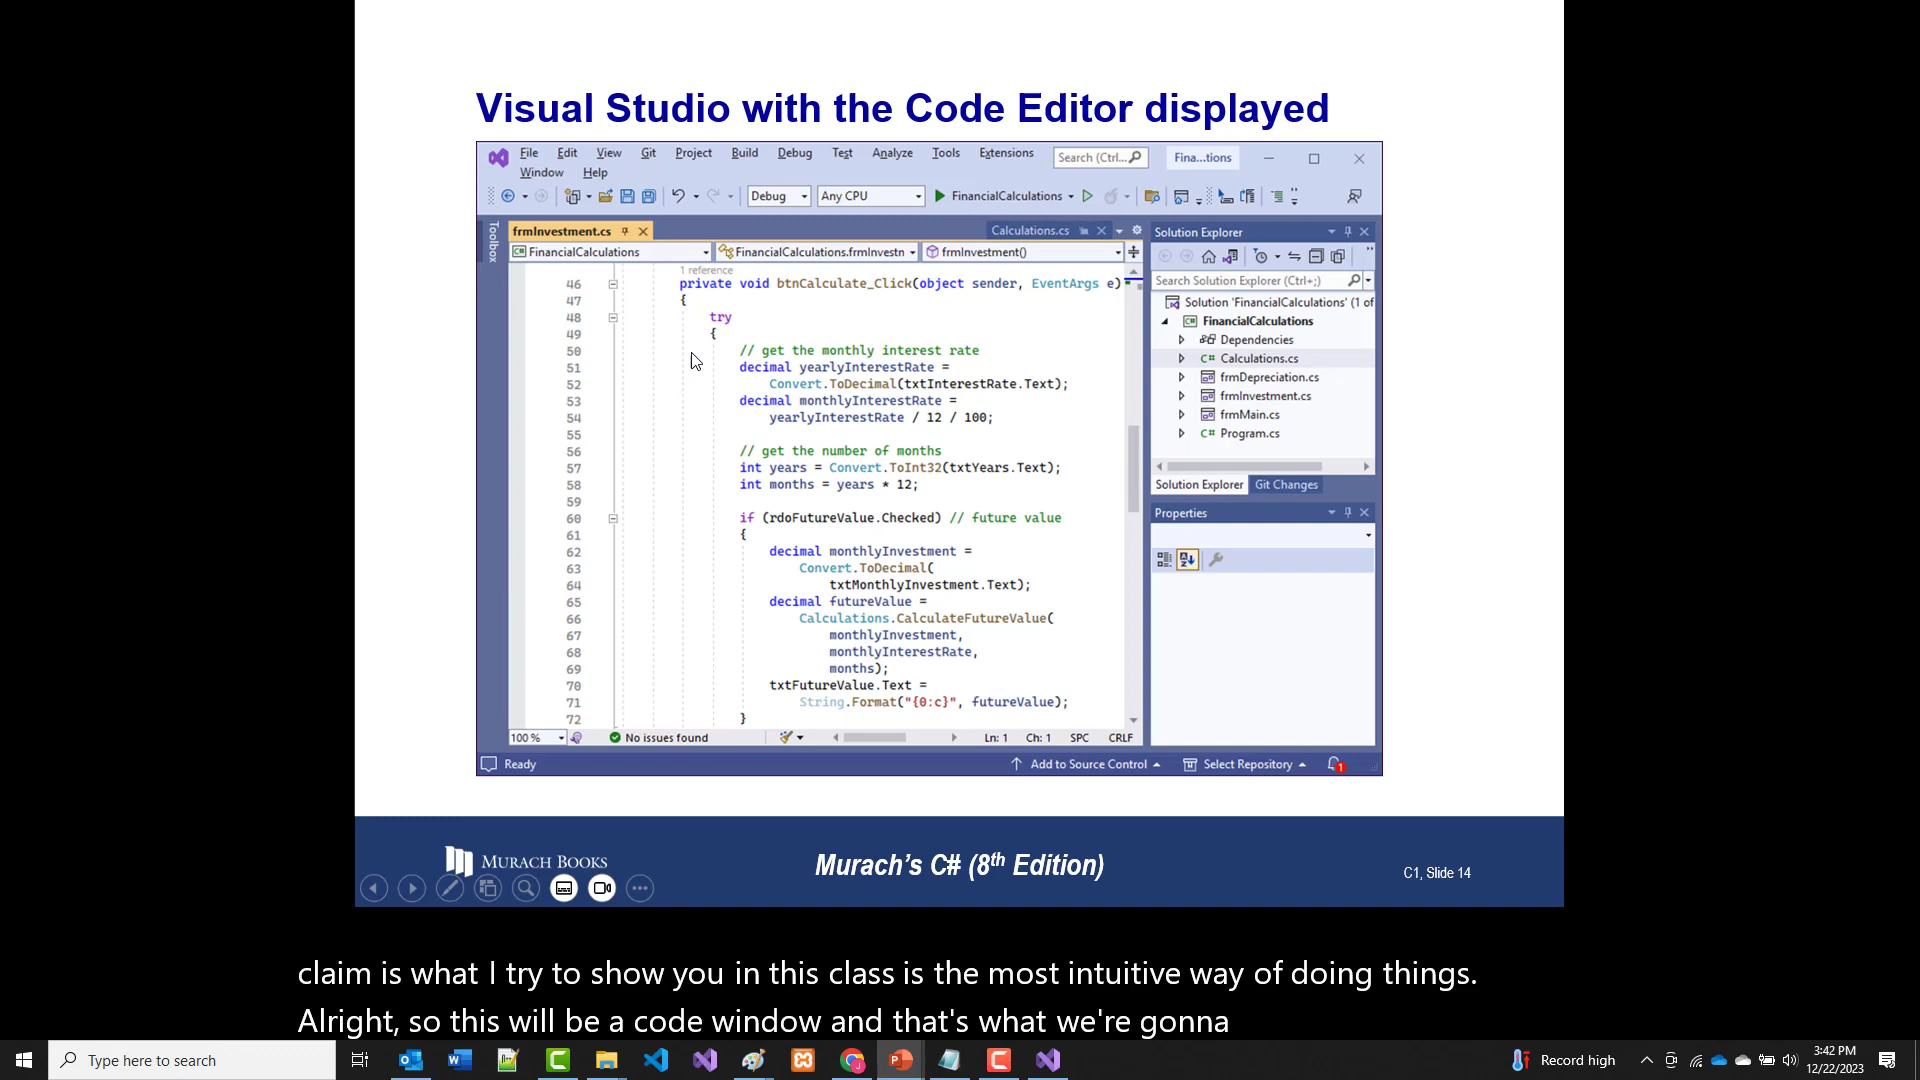 Visual Studio with the Code Editor displayed
File Edit View Git Project Build Debug Test Analyze Tools Extensions Search (Ctrl... Fina...tions
Window Help
Debug Any CPU FinancialCalculations
Toolbox
frmInvestment.cs Calculations.cs
FinancialCalculations FinancialCalculations.frmInvestn frmInvestment()
1 reference
46 private void btnCalculate_Click(object sender, EventArgs e)
47 {
48 try
49 {
50 // get the monthly interest rate
51 decimal yearlyInterestRate =
52 Convert.ToDecimal(txtInterestRate.Text);
53 decimal monthlyInterestRate =
54 yearlyInterestRate / 12 / 100;
55
56 // get the number of months
57 int years = Convert.ToInt32(txtYears.Text);
58 int months = years * 12;
59
60 if (rdoFutureValue.Checked) // future value
61 {
62 decimal monthlyInvestment =
63 Convert.ToDecimal(
64 txtMonthlyInvestment.Text);
65 decimal futureValue =
66 Calculations.CalculateFutureValue(
67 monthlyInvestment,
68 monthlyInterestRate,
69 months);
70 txtFutureValue.Text =
71 String.Format("{0:c}", futureValue);
72 }
100 % No issues found Ln: 1 Ch: 1 SPC CRLF
Solution Explorer
Search Solution Explorer (Ctrl+;)
Solution 'FinancialCalculations' (1 of
FinancialCalculations
Dependencies
Calculations.cs
frmDepreciation.cs
frmInvestment.cs
frmMain.cs
Program.cs
Solution Explorer Git Changes
Properties
Ready Add to Source Control Select Repository 1
MURACH BOOKS
Murach's C# (8th Edition)
C1, Slide 14
claim is what I try to show you in this class is the most intuitive way of doing things.
Alright, so this will be a code window and that's what we're gonna
Type here to search
Record high
3:42 PM
12/22/2023